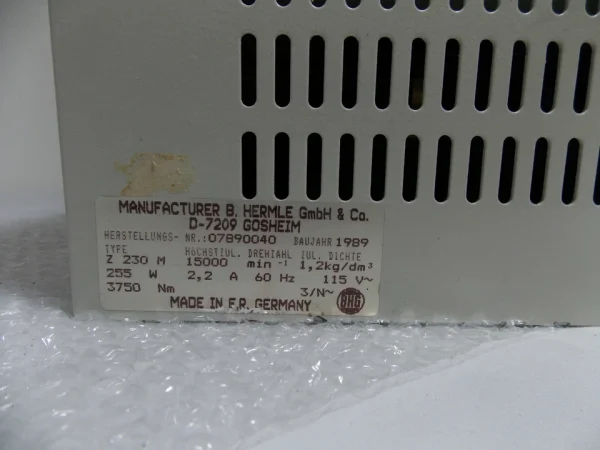 MANUFACTURER B. HERMLE GmbH & Co.
D-7209 GOSHEIM
HERSTELLUNGS- NR.:07890040 BAUJAHR 1989
TYPE HÖCHSTZUL. DREHZAHL ZUL. DICHTE
Z 230 M 15000 min⁻¹ 1,2kg/dm³
255 W 2,2 A 60 Hz 115 V~
3750 Nm 3/N~
MADE IN F.R. GERMANY BHG